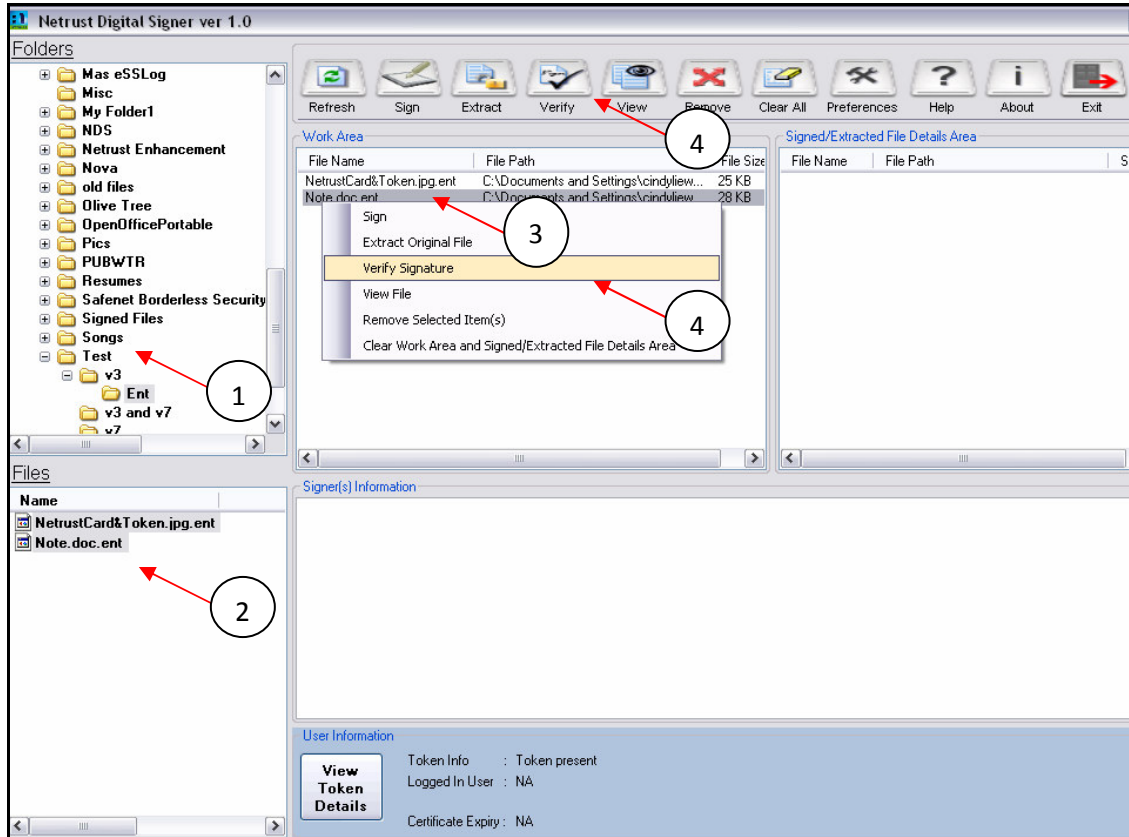 Netrust Digital Signer ver 1.0
Folders
Mas eSSLog
Misc
My Folder1
NDS
Netrust Enhancement
Nova
old files
Olive Tree
OpenOfficePortable
Pics
PUBWTR
Resumes
Safenet Borderless Security
Signed Files
Songs
Test
v3
Ent
v3 and v7
v7
1
Files
Name
NetrustCard&Token.jpg.ent
Note.doc.ent
2
Refresh Sign Extract Verify View Remove Clear All Preferences Help About Exit
4
Work Area
File Name File Path File Size
NetrustCard&Token.jpg.ent C:\Documents and Settings\cindyliew... 25 KB
Note.doc.ent C:\Documents and Settings\cindyliew... 28 KB
3
Sign
Extract Original File
Verify Signature
View File
Remove Selected Item(s)
Clear Work Area and Signed/Extracted File Details Area
4
Signed/Extracted File Details Area
File Name File Path S
Signer(s) Information
User Information
View
Token
Details
Token Info : Token present
Logged In User : NA
Certificate Expiry : NA